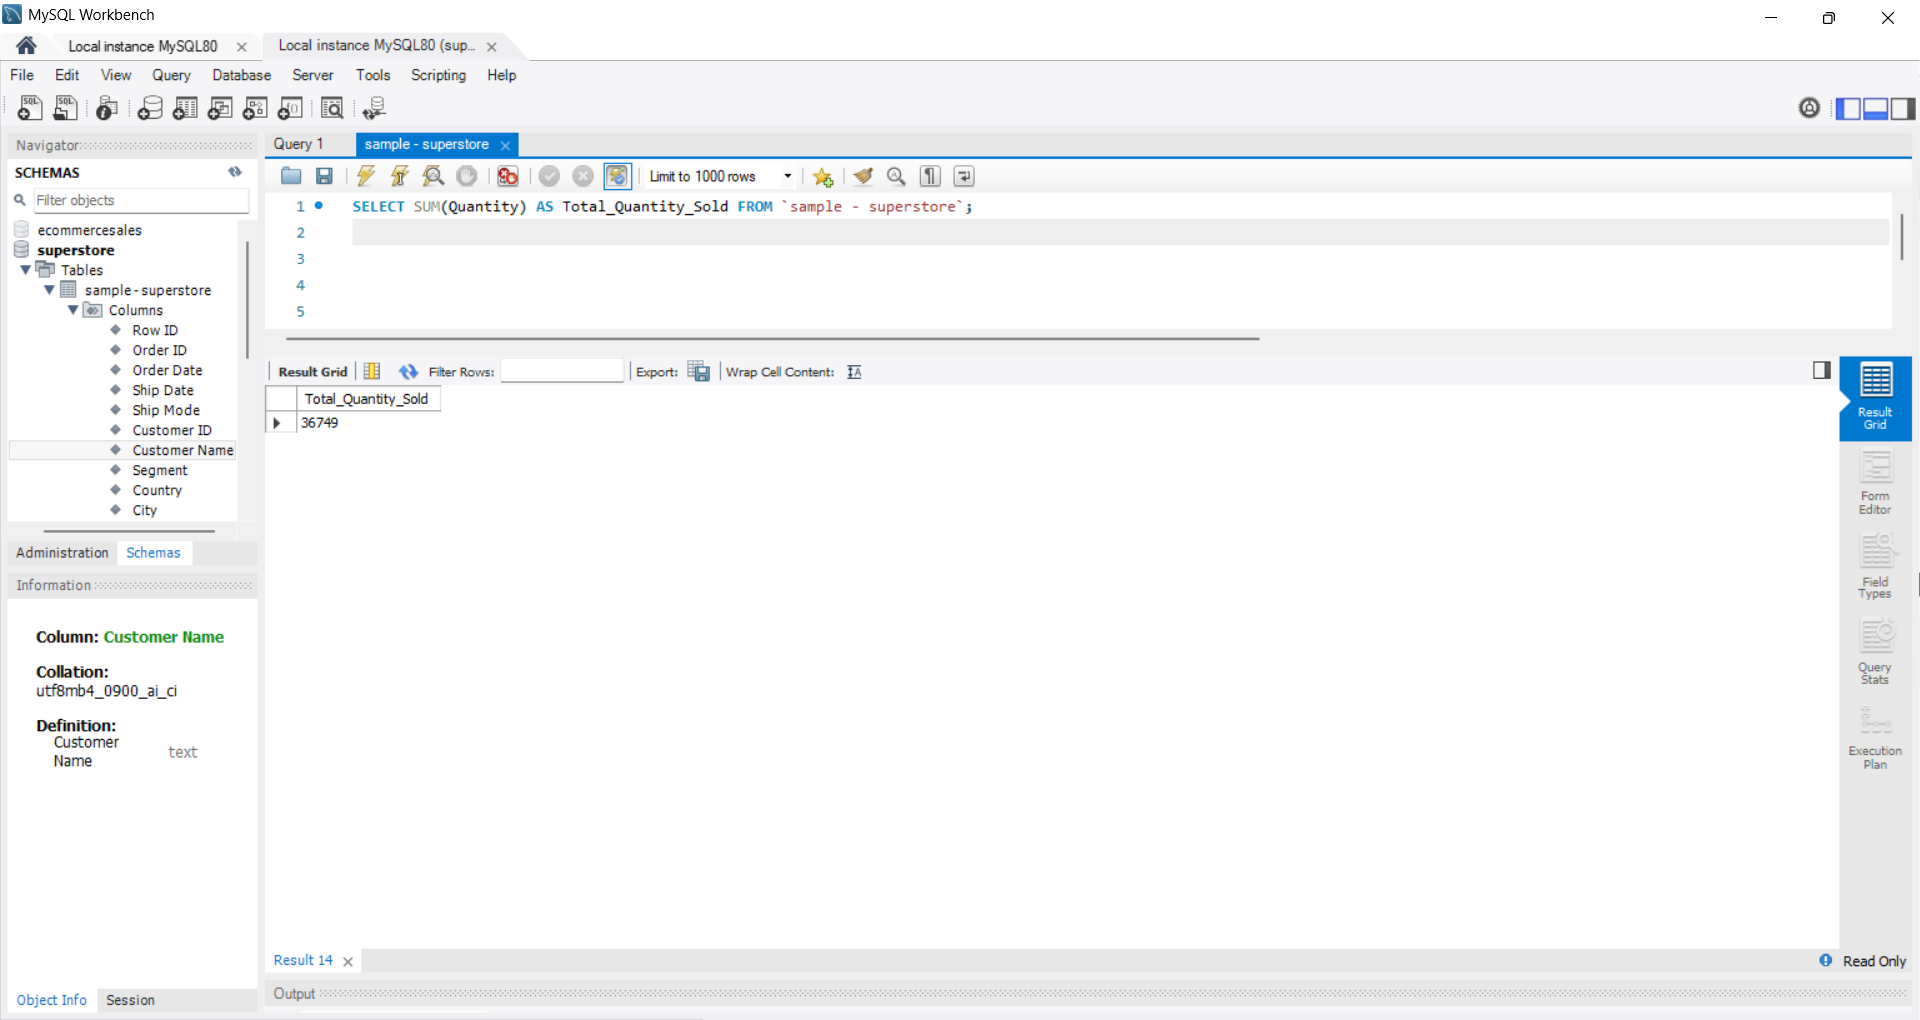 MySQL Workbench
Local instance MySQL80
Local instance MySQL80 (sup...
File Edit View Query Database Server Tools Scripting Help
Navigator
SCHEMAS
Filter objects
ecommercesales
superstore
Tables
sample - superstore
Columns
Row ID
Order ID
Order Date
Ship Date
Ship Mode
Customer ID
Customer Name
Segment
Country
City
Administration Schemas
Information
Column: Customer Name
Collation:
utf8mb4_0900_ai_ci
Definition:
Customer
Name
text
Object Info Session
Query 1
sample - superstore
Limit to 1000 rows
1 SELECT SUM(Quantity) AS Total_Quantity_Sold FROM `sample - superstore`;
2
3
4
5
Result Grid
Filter Rows:
Export:
Wrap Cell Content:
Total_Quantity_Sold
36749
Result
Grid
Form
Editor
Field
Types
Query
Stats
Execution
Plan
Result 14
Read Only
Output